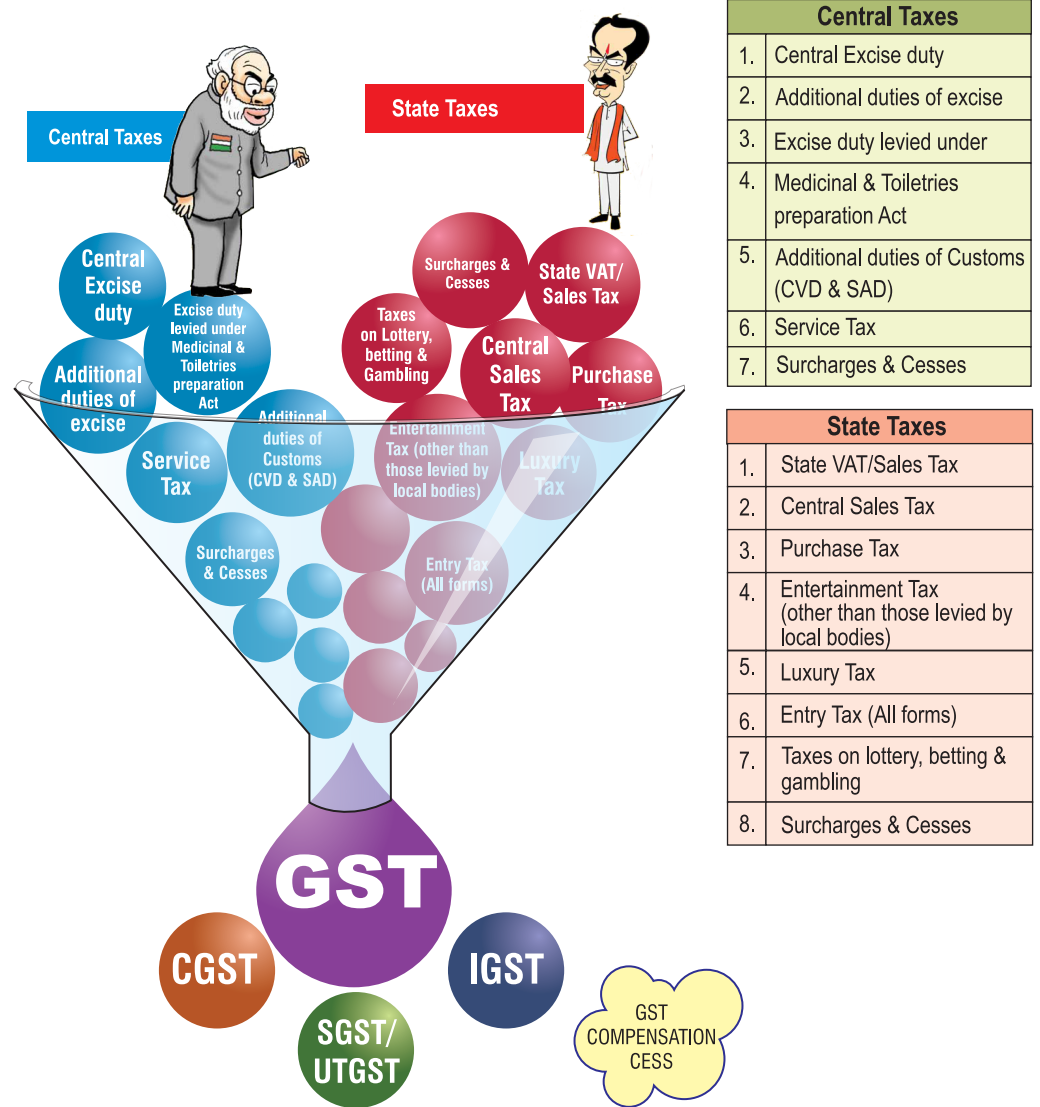 Central Taxes
State Taxes
Central
Excise
duty
Excise duty
levied under
Medicinal &
Toiletries
preparation
Act
Additional
duties of
excise
Service
Tax
Additional
duties of
Customs
(CVD & SAD)
Surcharges
& Cesses
Surcharges &
Cesses
State VAT/
Sales Tax
Taxes
on Lottery,
betting &
Gambling
Central
Sales
Tax
Purchase
Tax
Entertainment
Tax (other than
those levied by
local bodies)
Luxury
Tax
Entry Tax
(All forms)
GST
CGST
SGST/
UTGST
IGST
GST
COMPENSATION
CESS
Central Taxes
1. Central Excise duty
2. Additional duties of excise
3. Excise duty levied under
4. Medicinal & Toiletries
preparation Act
5. Additional duties of Customs
(CVD & SAD)
6. Service Tax
7. Surcharges & Cesses
State Taxes
1. State VAT/Sales Tax
2. Central Sales Tax
3. Purchase Tax
4. Entertainment Tax
(other than those levied by
local bodies)
5. Luxury Tax
6. Entry Tax (All forms)
7. Taxes on lottery, betting &
gambling
8. Surcharges & Cesses